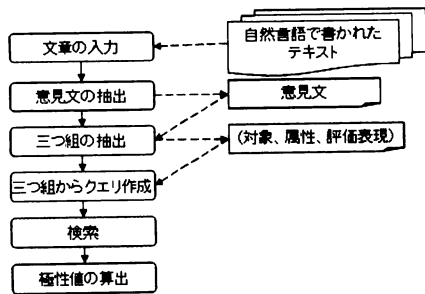 文章の入力
自然言語で書かれた
テキスト
意見文の抽出
意見文
三つ組の抽出
(対象、属性、評価表現)
三つ組からクエリ作成
検索
極性値の算出